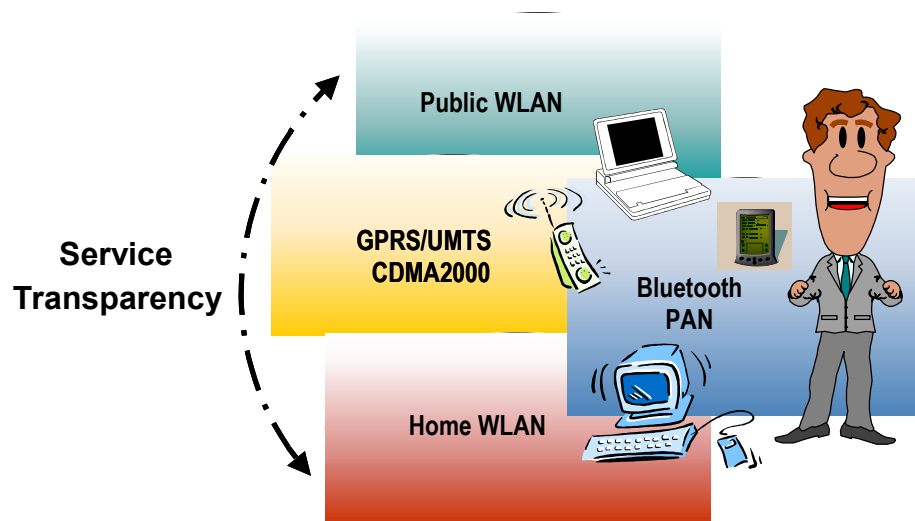 Public WLAN
GPRS/UMTS
CDMA2000
Service
Transparency
Bluetooth
PAN
Home WLAN